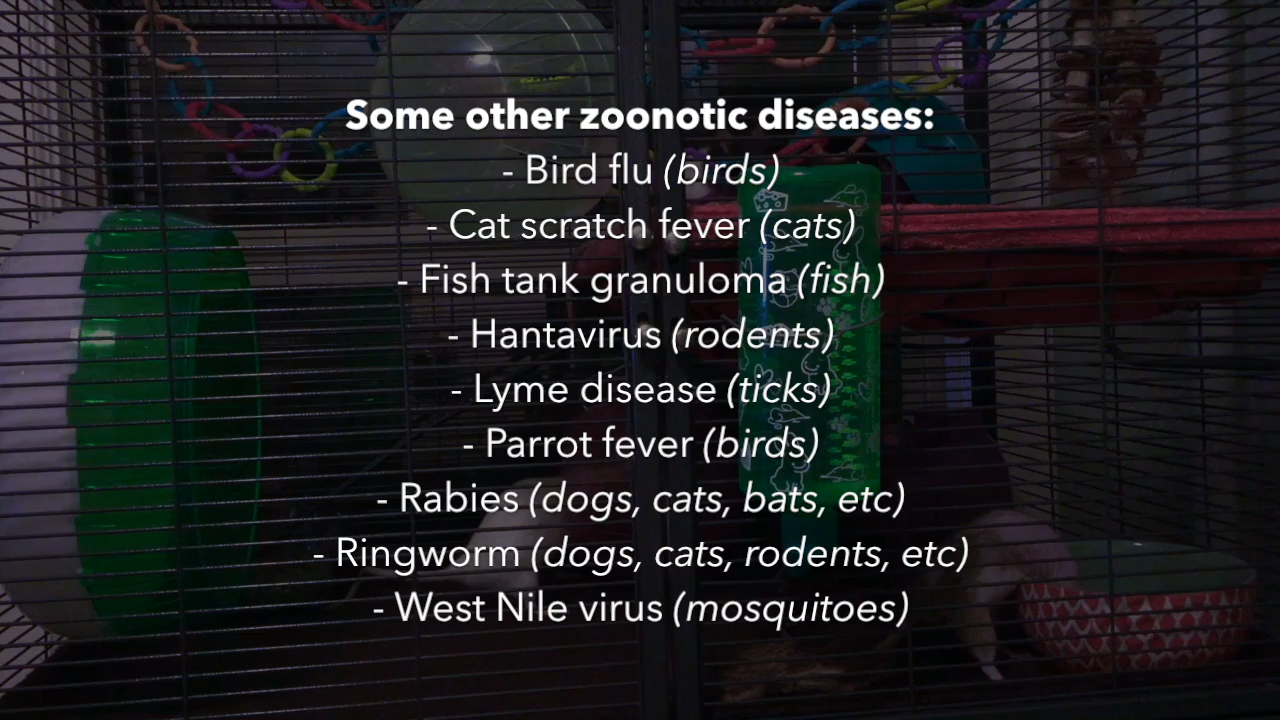 Some other zoonotic diseases:
- Bird flu (birds)
- Cat scratch fever (cats)
- Fish tank granuloma (fish)
- Hantavirus (rodents)
- Lyme disease (ticks)
- Parrot fever (birds)
- Rabies (dogs, cats, bats, etc)
- Ringworm (dogs, cats, rodents, etc)
- West Nile virus (mosquitoes)